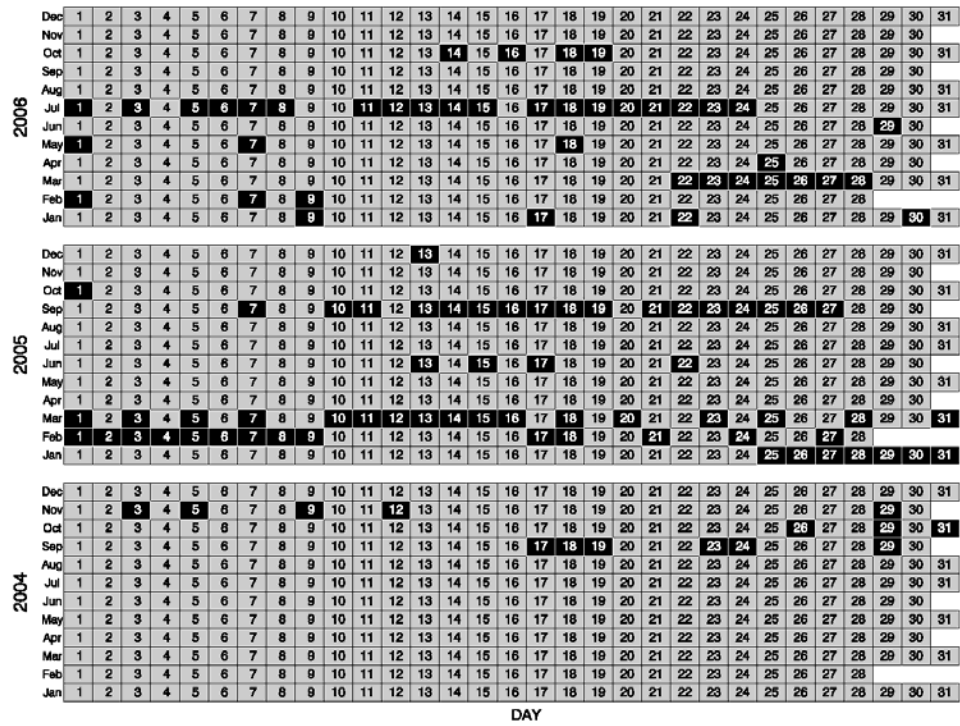 2006
Dec 1 2 3 4 5 6 7 8 9 10 11 12 13 14 15 16 17 18 19 20 21 22 23 24 25 26 27 28 29 30 31
Nov 1 2 3 4 5 6 7 8 9 10 11 12 13 14 15 16 17 18 19 20 21 22 23 24 25 26 27 28 29 30
Oct 1 2 3 4 5 6 7 8 9 10 11 12 13 14 15 16 17 18 19 20 21 22 23 24 25 26 27 28 29 30 31
Sep 1 2 3 4 5 6 7 8 9 10 11 12 13 14 15 16 17 18 19 20 21 22 23 24 25 26 27 28 29 30
Aug 1 2 3 4 5 6 7 8 9 10 11 12 13 14 15 16 17 18 19 20 21 22 23 24 25 26 27 28 29 30 31
Jul 1 2 3 4 5 6 7 8 9 10 11 12 13 14 15 16 17 18 19 20 21 22 23 24 25 26 27 28 29 30 31
Jun 1 2 3 4 5 6 7 8 9 10 11 12 13 14 15 16 17 18 19 20 21 22 23 24 25 26 27 28 29 30
May 1 2 3 4 5 6 7 8 9 10 11 12 13 14 15 16 17 18 19 20 21 22 23 24 25 26 27 28 29 30 31
Apr 1 2 3 4 5 6 7 8 9 10 11 12 13 14 15 16 17 18 19 20 21 22 23 24 25 26 27 28 29 30
Mar 1 2 3 4 5 6 7 8 9 10 11 12 13 14 15 16 17 18 19 20 21 22 23 24 25 26 27 28 29 30 31
Feb 1 2 3 4 5 6 7 8 9 10 11 12 13 14 15 16 17 18 19 20 21 22 23 24 25 26 27 28
Jan 1 2 3 4 5 6 7 8 9 10 11 12 13 14 15 16 17 18 19 20 21 22 23 24 25 26 27 28 29 30 31
2005
Dec 1 2 3 4 5 6 7 8 9 10 11 12 13 14 15 16 17 18 19 20 21 22 23 24 25 26 27 28 29 30 31
Nov 1 2 3 4 5 6 7 8 9 10 11 12 13 14 15 16 17 18 19 20 21 22 23 24 25 26 27 28 29 30
Oct 1 2 3 4 5 6 7 8 9 10 11 12 13 14 15 16 17 18 19 20 21 22 23 24 25 26 27 28 29 30 31
Sep 1 2 3 4 5 6 7 8 9 10 11 12 13 14 15 16 17 18 19 20 21 22 23 24 25 26 27 28 29 30
Aug 1 2 3 4 5 6 7 8 9 10 11 12 13 14 15 16 17 18 19 20 21 22 23 24 25 26 27 28 29 30 31
Jul 1 2 3 4 5 6 7 8 9 10 11 12 13 14 15 16 17 18 19 20 21 22 23 24 25 26 27 28 29 30 31
Jun 1 2 3 4 5 6 7 8 9 10 11 12 13 14 15 16 17 18 19 20 21 22 23 24 25 26 27 28 29 30
May 1 2 3 4 5 6 7 8 9 10 11 12 13 14 15 16 17 18 19 20 21 22 23 24 25 26 27 28 29 30 31
Apr 1 2 3 4 5 6 7 8 9 10 11 12 13 14 15 16 17 18 19 20 21 22 23 24 25 26 27 28 29 30
Mar 1 2 3 4 5 6 7 8 9 10 11 12 13 14 15 16 17 18 19 20 21 22 23 24 25 26 27 28 29 30 31
Feb 1 2 3 4 5 6 7 8 9 10 11 12 13 14 15 16 17 18 19 20 21 22 23 24 25 26 27 28
Jan 1 2 3 4 5 6 7 8 9 10 11 12 13 14 15 16 17 18 19 20 21 22 23 24 25 26 27 28 29 30 31
2004
Dec 1 2 3 4 5 6 7 8 9 10 11 12 13 14 15 16 17 18 19 20 21 22 23 24 25 26 27 28 29 30 31
Nov 1 2 3 4 5 6 7 8 9 10 11 12 13 14 15 16 17 18 19 20 21 22 23 24 25 26 27 28 29 30
Oct 1 2 3 4 5 6 7 8 9 10 11 12 13 14 15 16 17 18 19 20 21 22 23 24 25 26 27 28 29 30 31
Sep 1 2 3 4 5 6 7 8 9 10 11 12 13 14 15 16 17 18 19 20 21 22 23 24 25 26 27 28 29 30
Aug 1 2 3 4 5 6 7 8 9 10 11 12 13 14 15 16 17 18 19 20 21 22 23 24 25 26 27 28 29 30 31
Jul 1 2 3 4 5 6 7 8 9 10 11 12 13 14 15 16 17 18 19 20 21 22 23 24 25 26 27 28 29 30 31
Jun 1 2 3 4 5 6 7 8 9 10 11 12 13 14 15 16 17 18 19 20 21 22 23 24 25 26 27 28 29 30
May 1 2 3 4 5 6 7 8 9 10 11 12 13 14 15 16 17 18 19 20 21 22 23 24 25 26 27 28 29 30 31
Apr 1 2 3 4 5 6 7 8 9 10 11 12 13 14 15 16 17 18 19 20 21 22 23 24 25 26 27 28 29 30
Mar 1 2 3 4 5 6 7 8 9 10 11 12 13 14 15 16 17 18 19 20 21 22 23 24 25 26 27 28 29 30 31
Feb 1 2 3 4 5 6 7 8 9 10 11 12 13 14 15 16 17 18 19 20 21 22 23 24 25 26 27 28
Jan 1 2 3 4 5 6 7 8 9 10 11 12 13 14 15 16 17 18 19 20 21 22 23 24 25 26 27 28 29 30 31
DAY